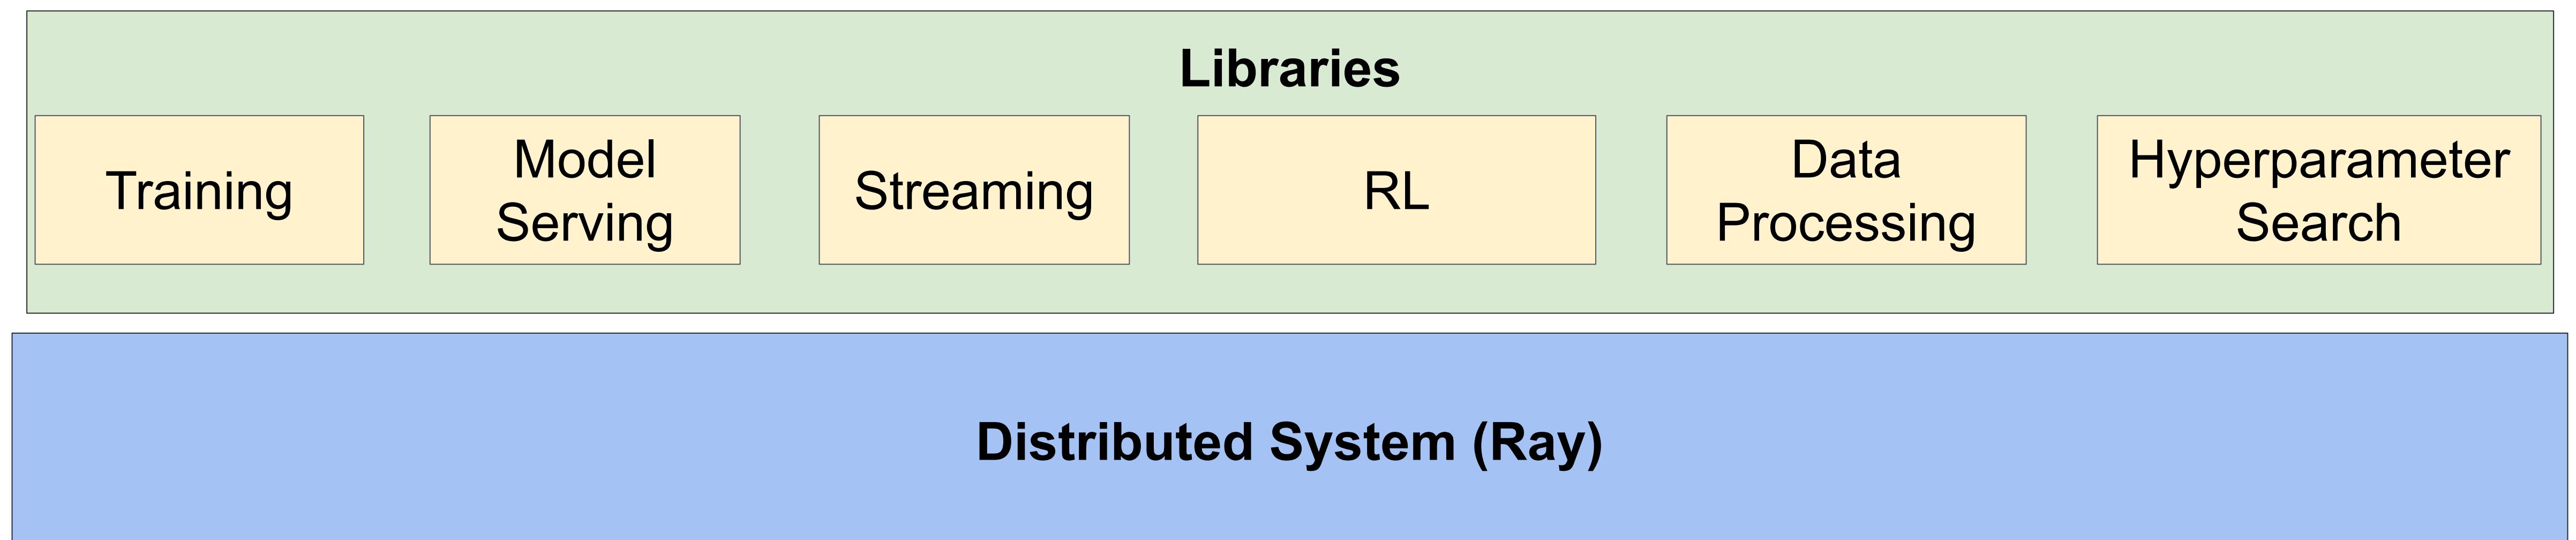 Libraries
Training
Model
Serving
Streaming
RL
Data
Processing
Hyperparameter
Search
Distributed System (Ray)